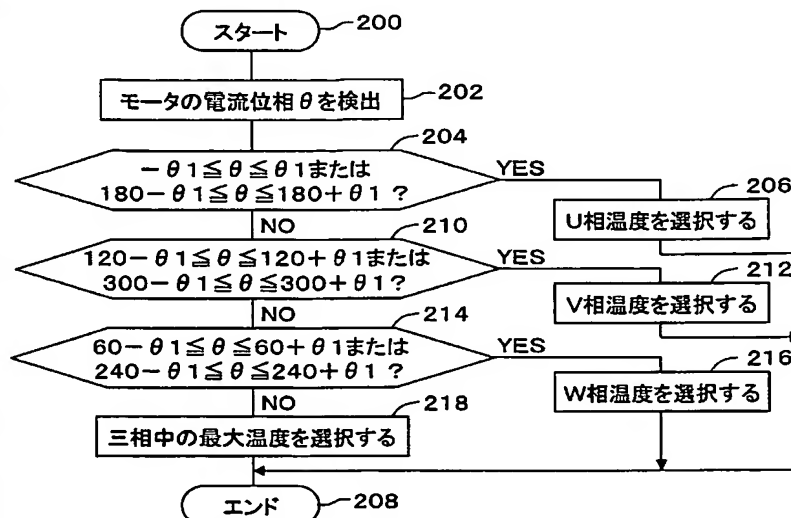 スタート
200
モータの電流位相θを検出
202
204
-θ1≦θ≦θ1または
180-θ1≦θ≦180+θ1?
YES
206
U相温度を選択する
NO
210
120-θ1≦θ≦120+θ1または
300-θ1≦θ≦300+θ1?
YES
212
V相温度を選択する
NO
214
60-θ1≦θ≦60+θ1または
240-θ1≦θ≦240+θ1?
YES
216
W相温度を選択する
NO
218
三相中の最大温度を選択する
エンド
208